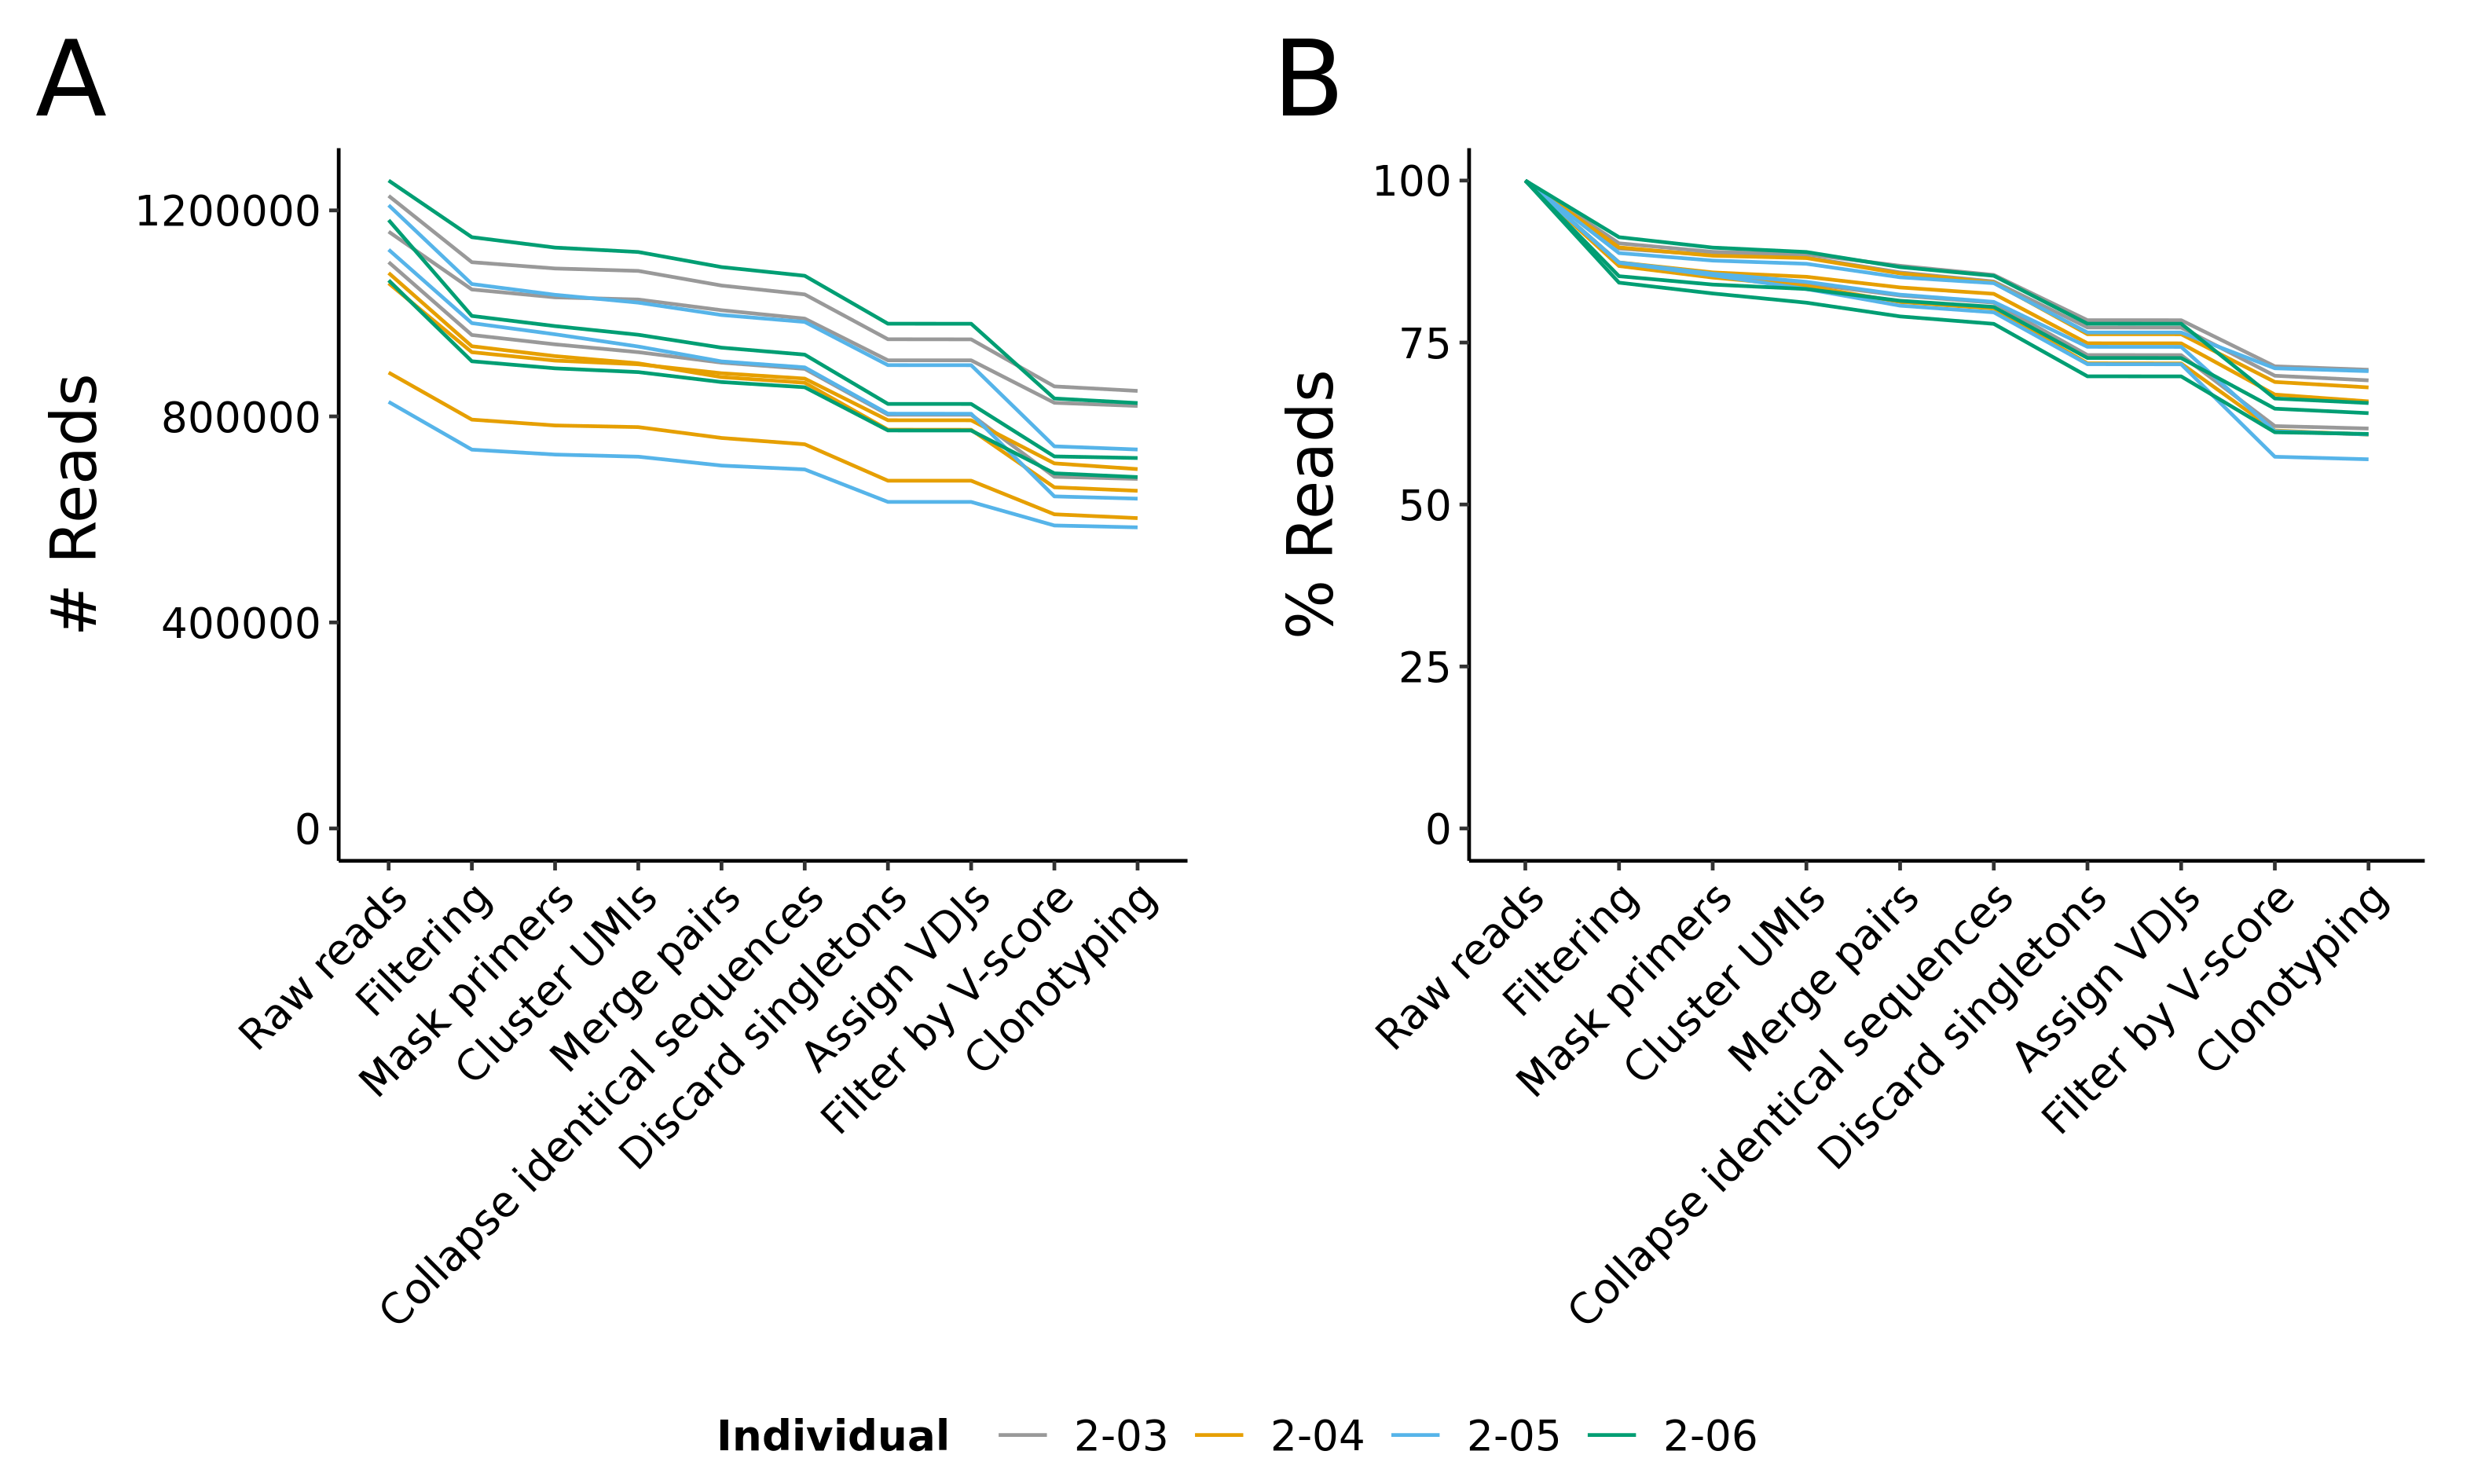 A
# Reads
1200000
800000
400000
0
Raw reads
Filtering
Mask primers
Cluster UMIs
Merge pairs
Collapse identical sequences
Discard singletons
Assign VDJs
Filter by V-score
Clonotyping
B
% Reads
100
75
50
25
0
Raw reads
Filtering
Mask primers
Cluster UMIs
Merge pairs
Collapse identical sequences
Discard singletons
Assign VDJs
Filter by V-score
Clonotyping
Individual 2-03 2-04 2-05 2-06